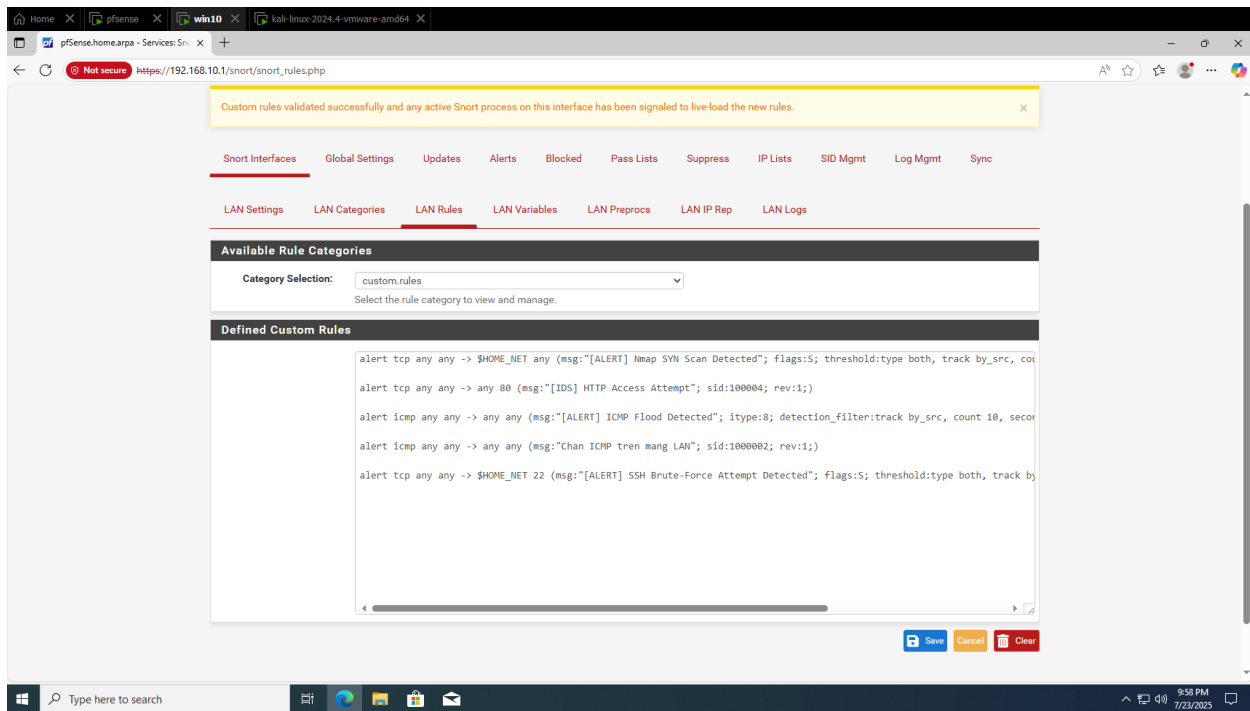 Home
pfsense
win10
kali-linux-2024.4-vmware-amd64
pfSense.home.arpa - Services: Sno
Not secure
https://192.168.10.1/snort/snort_rules.php
Custom rules validated successfully and any active Snort process on this interface has been signaled to live-load the new rules.
Snort Interfaces Global Settings Updates Alerts Blocked Pass Lists Suppress IP Lists SID Mgmt Log Mgmt Sync
LAN Settings LAN Categories LAN Rules LAN Variables LAN Preprocs LAN IP Rep LAN Logs
Available Rule Categories
Category Selection: custom.rules
Select the rule category to view and manage.
Defined Custom Rules
alert tcp any any -> $HOME_NET any (msg:"[ALERT] Nmap SYN Scan Detected"; flags:S; threshold:type both, track by_src, cou
alert tcp any any -> any 80 (msg:"[IDS] HTTP Access Attempt"; sid:100004; rev:1;)
alert icmp any any -> any any (msg:"[ALERT] ICMP Flood Detected"; itype:8; detection_filter:track by_src, count 10, secon
alert icmp any any -> any any (msg:"Chan ICMP tren mang LAN"; sid:1000002; rev:1;)
alert tcp any any -> $HOME_NET 22 (msg:"[ALERT] SSH Brute-Force Attempt Detected"; flags:S; threshold:type both, track by
Save Cancel Clear
Type here to search
9:58 PM
7/23/2025